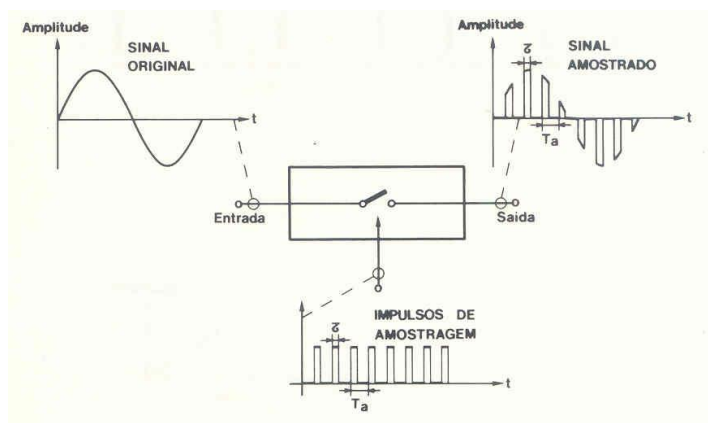 Amplitude
SINAL
ORIGINAL
t
Amplitude
SINAL
AMOSTRADO
Ta
t
Entrada
Saída
IMPULSOS DE
AMOSTRAGEM
Ta
t